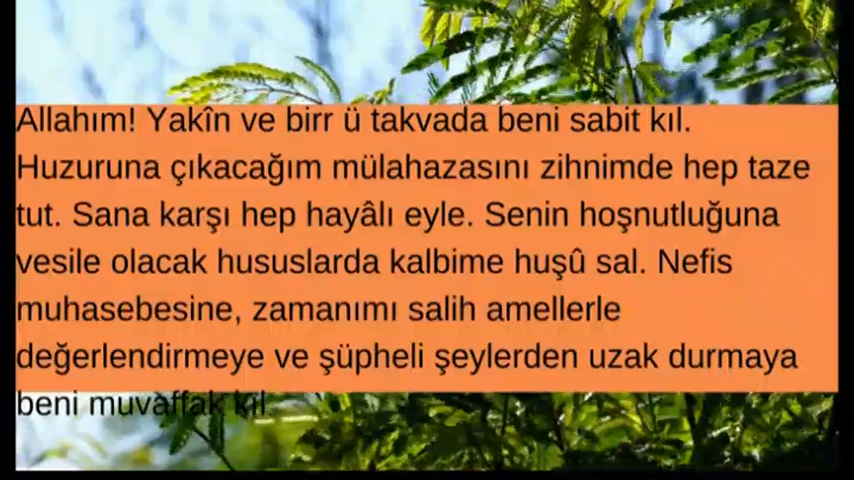 Allahım! Yakîn ve birr ü takvada beni sabit kıl.
Huzuruna çıkacağım mülahazasını zihnimde hep taze
tut. Sana karşı hep hayâlı eyle. Senin hoşnutluğuna
vesile olacak hususlarda kalbime huşû sal. Nefis
muhasebesine, zamanımı salih amellerle
değerlendirmeye ve şüpheli şeylerden uzak durmaya
beni muvaffak kıl